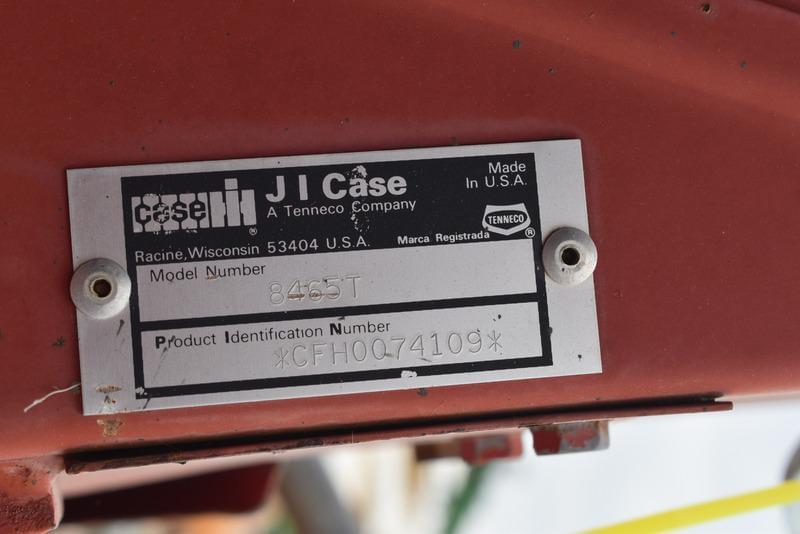 case IH
®
J I Case
A Tenneco Company
Made
In U.S.A.
TENNECO
®
Racine, Wisconsin 53404 U.S.A.
Marca Registrada
Model Number
8465T
Product Identification Number
*CFH0074109*